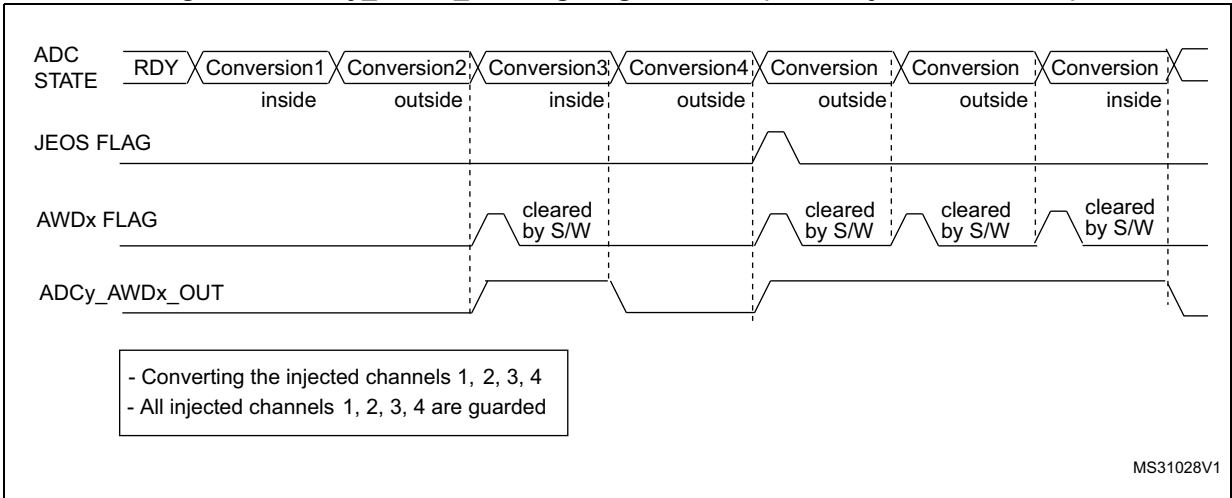 ADC
STATE
RDY Conversion1 Conversion2 Conversion3 Conversion4 Conversion Conversion Conversion
inside outside inside outside outside outside inside
JEOS FLAG
AWDx FLAG
cleared
by S/W
cleared
by S/W
cleared
by S/W
cleared
by S/W
ADCy_AWDx_OUT
- Converting the injected channels 1, 2, 3, 4
- All injected channels 1, 2, 3, 4 are guarded
MS31028V1